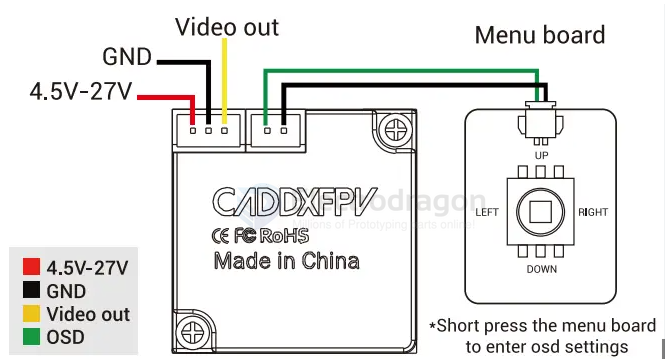 Video out
GND
4.5V-27V
Menu board
UP
LEFT
RIGHT
DOWN
CADDXFPV
dragon
ions of Prototyping parts online!
CE FC RoHS
Made in China
4.5V-27V
GND
Video out
OSD
*Short press the menu board
to enter osd settings